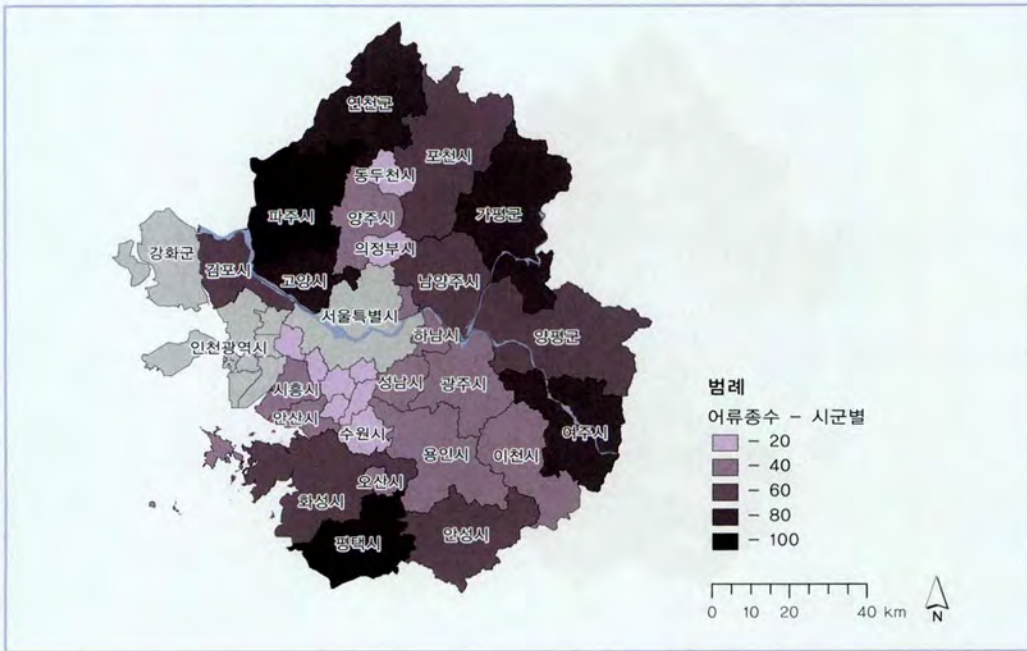 연천군
포천시
동두천시
가평군
파주시
양주시
강화군
의정부시
김포시
고양시
남양주시
서울특별시
하남시
양평군
인천광역시
시흥시
성남시
광주시
안산시
수원시
여주시
용인시
이천시
오산시
화성시
안성시
평택시
범례
어류종수 - 시군별
- 20
- 40
- 60
- 80
- 100
0 10 20 40 km
N